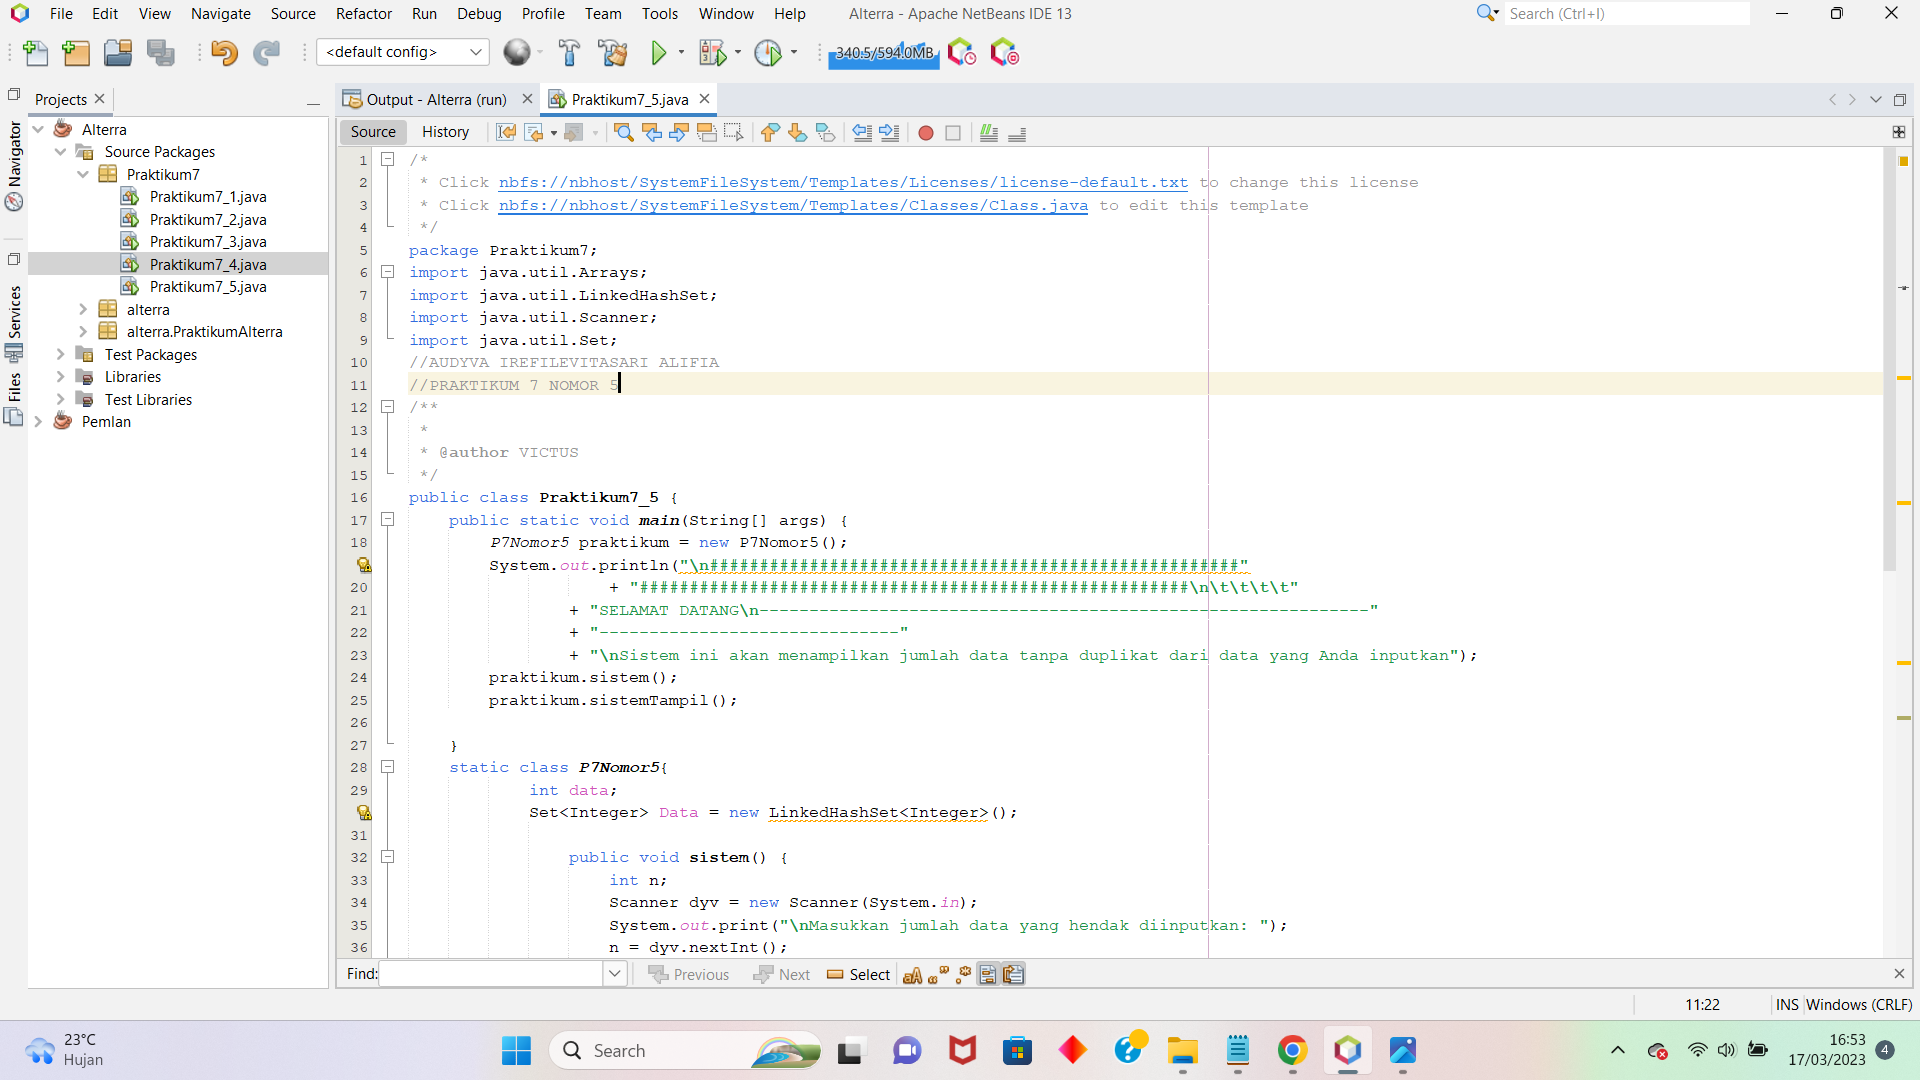 File Edit View Navigate Source Refactor Run Debug Profile Team Tools Window Help Alterra - Apache NetBeans IDE 13 Search (Ctrl+I)
<default config> 340.5/594.0MB
Projects Output - Alterra (run) Praktikum7_5.java
Source History
Navigator
Services
Files
Alterra
Source Packages
Praktikum7
Praktikum7_1.java
Praktikum7_2.java
Praktikum7_3.java
Praktikum7_4.java
Praktikum7_5.java
alterra
alterra.PraktikumAlterra
Test Packages
Libraries
Test Libraries
Pemlan
1 /*
2  * Click nbfs://nbhost/SystemFileSystem/Templates/Licenses/license-default.txt to change this license
3  * Click nbfs://nbhost/SystemFileSystem/Templates/Classes/Class.java to edit this template
4  */
5 package Praktikum7;
6 import java.util.Arrays;
7 import java.util.LinkedHashSet;
8 import java.util.Scanner;
9 import java.util.Set;
10 //AUDYVA IREFILEVITASARI ALIFIA
11 //PRAKTIKUM 7 NOMOR 5
12 /**
13  *
14  * @author VICTUS
15  */
16 public class Praktikum7_5 {
17     public static void main(String[] args) {
18         P7Nomor5 praktikum = new P7Nomor5();
System.out.println("\n#####################################################"
20                     + "#######################################################\n\t\t\t\t"
21                 + "SELAMAT DATANG\n-------------------------------------------------------------"
22                 + "------------------------------"
23                 + "\nSistem ini akan menampilkan jumlah data tanpa duplikat dari data yang Anda inputkan");
24         praktikum.sistem();
25         praktikum.sistemTampil();
26
27     }
28     static class P7Nomor5{
29             int data;
Set<Integer> Data = new LinkedHashSet<Integer>();
31
32                 public void sistem() {
33                     int n;
34                     Scanner dyv = new Scanner(System.in);
35                     System.out.print("\nMasukkan jumlah data yang hendak diinputkan: ");
36                     n = dyv.nextInt();
Find: Previous Next Select
11:22 INS Windows (CRLF)
23°C
Hujan
Search
16:53
17/03/2023
4